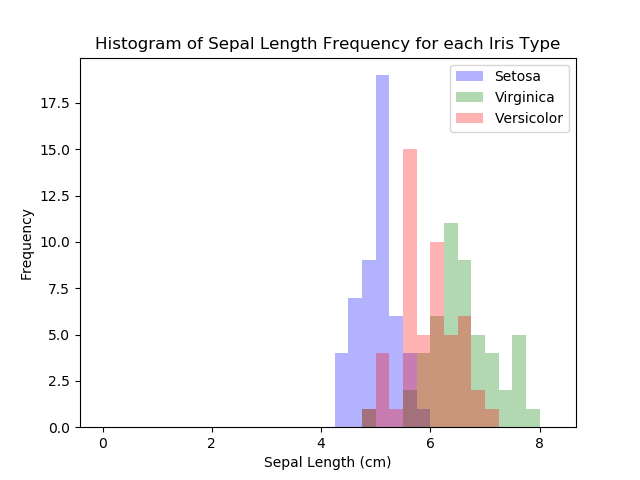 Histogram of Sepal Length Frequency for each Iris Type
Setosa
Virginica
Versicolor
17.5
15.0
12.5
10.0
7.5
5.0
2.5
0.0
Frequency
0 2 4 6 8
Sepal Length (cm)